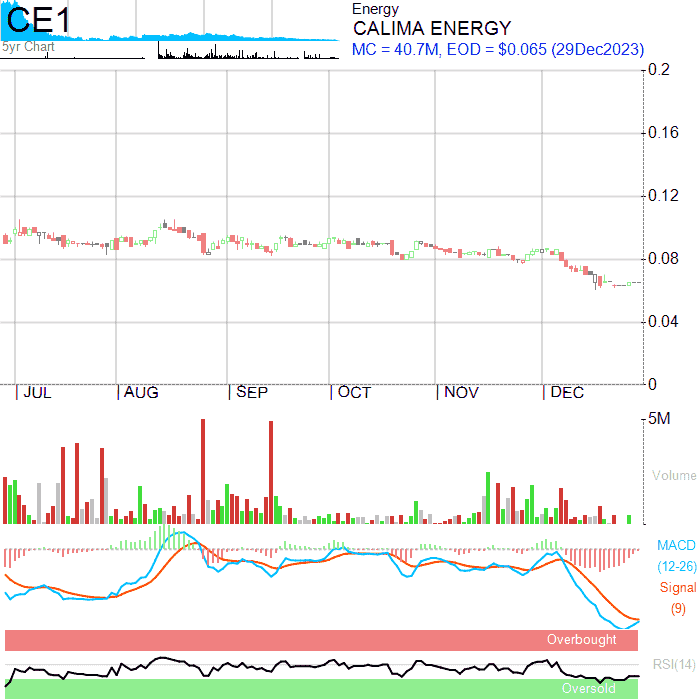 CE1
5yr Chart
Energy
CALIMA ENERGY
MC = 40.7M, EOD = $0.065 (29Dec2023)
0.2
0.16
0.12
0.08
0.04
0
JUL AUG SEP OCT NOV DEC
5M
Volume
MACD
(12-26)
Signal
(9)
Overbought
RSI(14)
Oversold